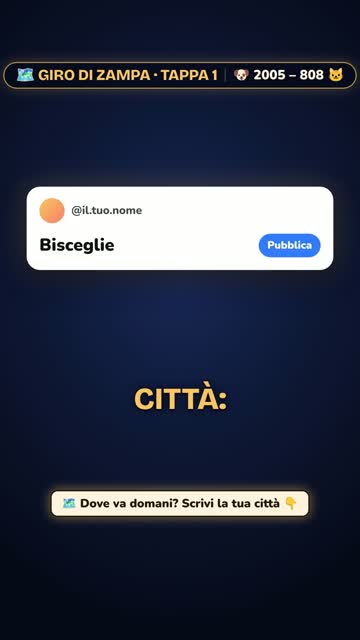 🗺️ GIRO DI ZAMPA • TAPPA 1 | 🐶 2005 – 808 🐱
@il.tuo.nome
Bisceglie
Pubblica
CITTÀ:
🗺️ Dove va domani? Scrivi la tua città 👇